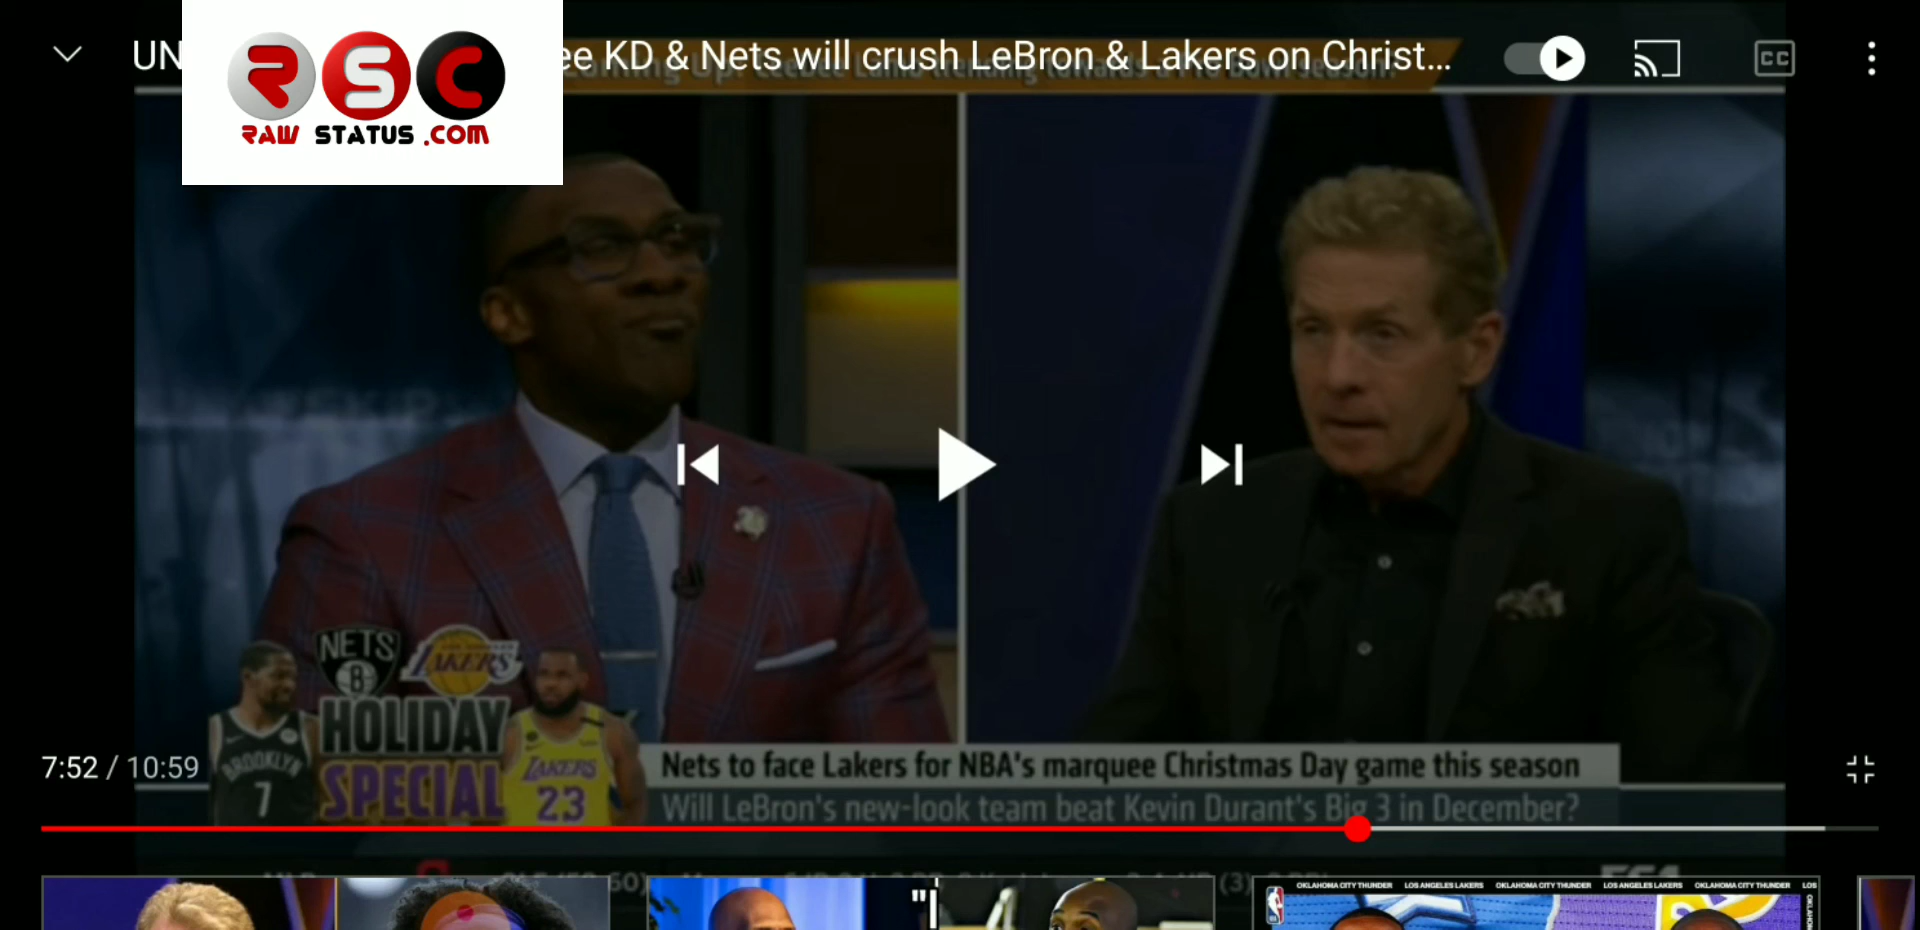 UN
RSC
RAW STATUS .COM
ee KD & Nets will crush LeBron & Lakers on Christ...
CC
NETS
B
LAKERS
HOLIDAY
SPECIAL
BROOKLYN
7
LAKERS
23
Nets to face Lakers for NBA's marquee Christmas Day game this season
Will LeBron's new-look team beat Kevin Durant's Big 3 in December?
7:52 / 10:59
FS1
OKLAHOMA CITY THUNDER LOS ANGELES LAKERS OKLAHOMA CITY THUNDER LOS ANGELES LAKERS OKLAHOMA CITY THUNDER LOS